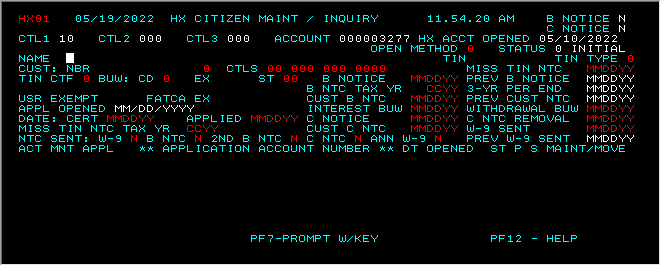 HX01 05/19/2022 HX CITIZEN MAINT / INQUIRY 11.54.20 AM B NOTICE N
C NOTICE N
CTL1 10 CTL2 000 CTL3 000 ACCOUNT 000003277 HX ACCT OPENED 05/10/2022
OPEN METHOD 0 STATUS 0 INITIAL
NAME TIN TIN TYPE 0
CUST: NBR 0 CTLS 00 000 000 0000 MISS TIN NTC MMDDYY
TIN CTF 0 BUW: CD 0 EX ST 00 B NOTICE MMDDYY PREV B NOTICE MMDDYY
B NTC TAX YR CCYY 3-YR PER END MMDDYY
USR EXEMPT FATCA EX CUST B NTC MMDDYY PREV CUST NTC MMDDYY
APPL OPENED MM/DD/YYYY INTEREST BUW MMDDYY WITHDRAWAL BUW MMDDYY
DATE: CERT MMDDYY APPLIED MMDDYY C NOTICE MMDDYY C NTC REMOVAL MMDDYY
MISS TIN NTC TAX YR CCYY CUST C NTC MMDDYY W-9 SENT MMDDYY
NTC SENT: W-9 N B NTC N 2ND B NTC N C NTC N ANN W-9 N PREV W-9 SENT MMDDYY
ACT MNT APPL ** APPLICATION ACCOUNT NUMBER ** DT OPENED ST P S MAINT/MOVE
PF7-PROMPT W/KEY PF12 - HELP